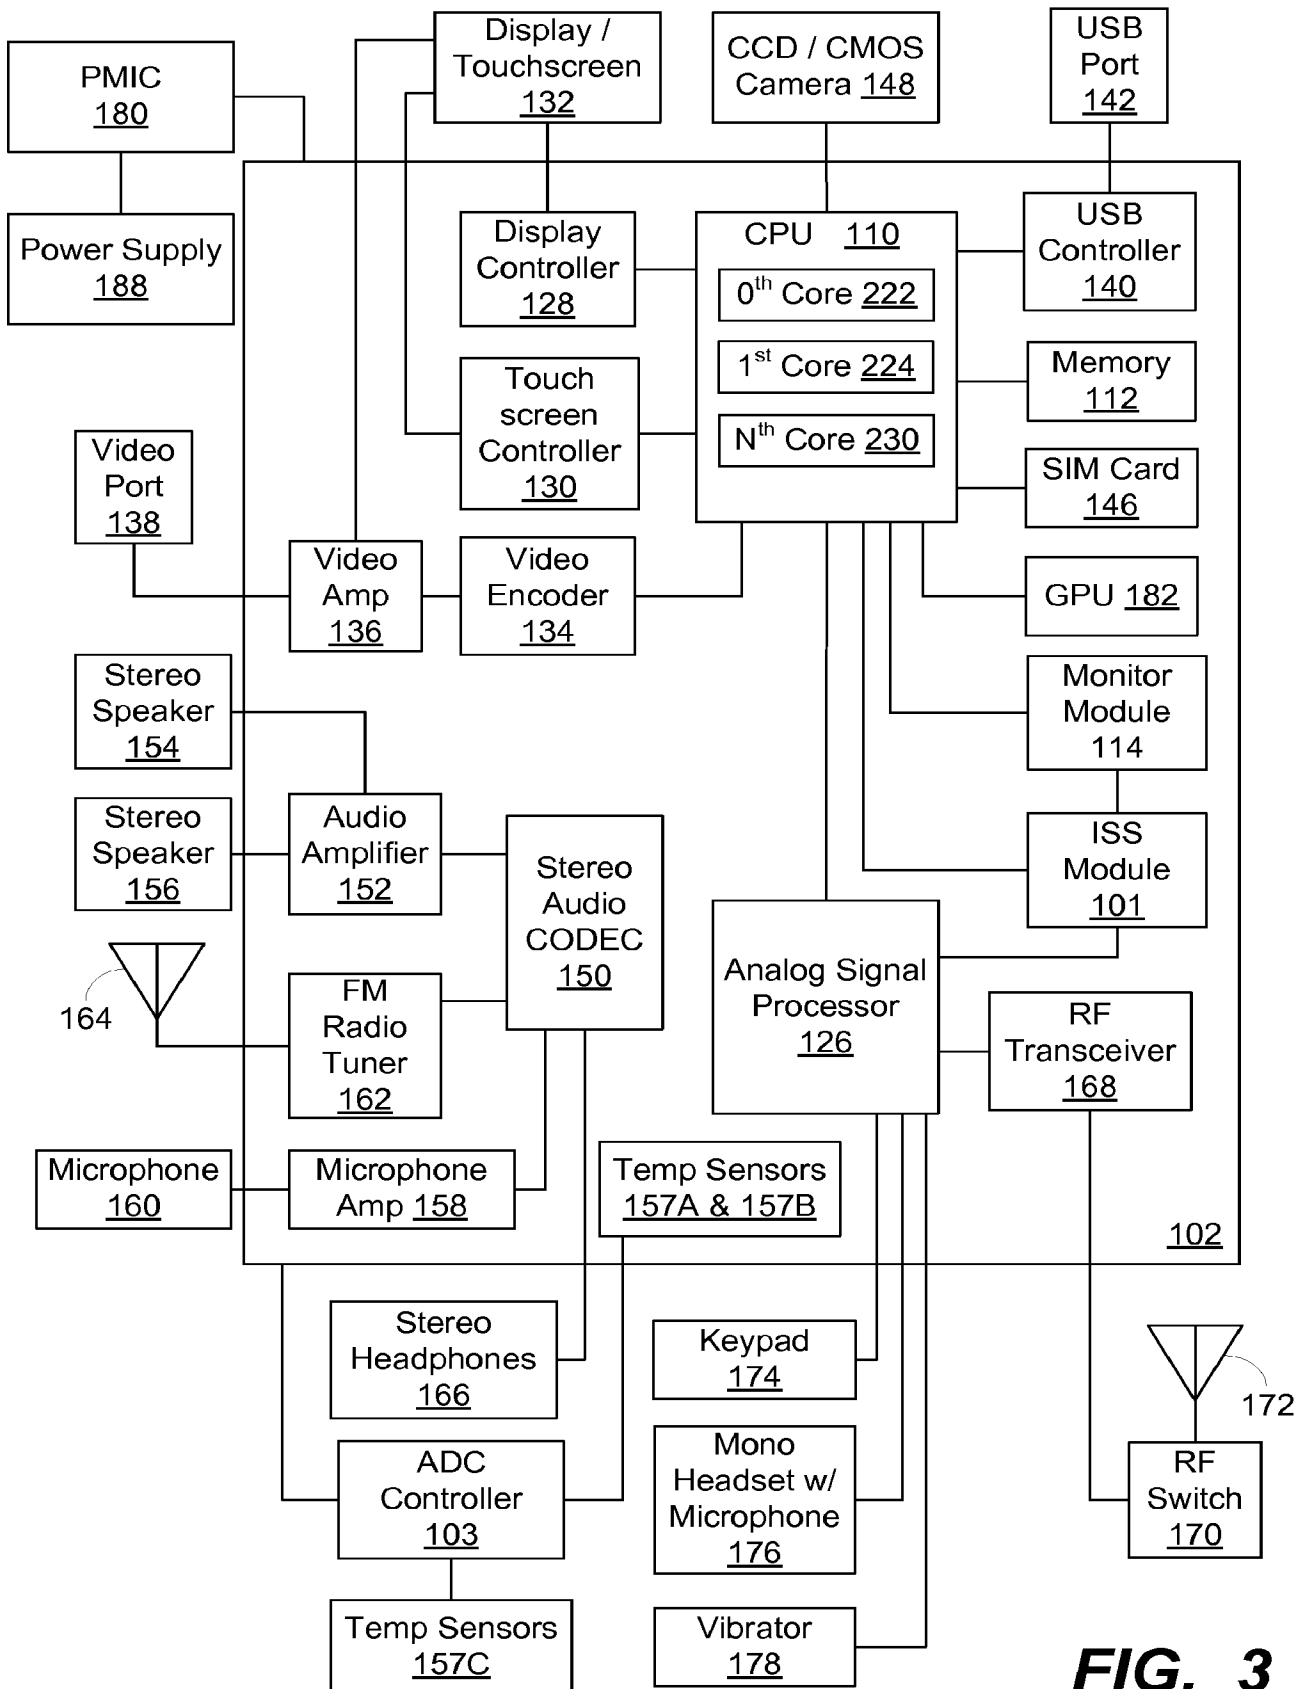 Display /
Touchscreen
132
CCD / CMOS
Camera 148
USB
Port
142
PMIC
180
Power Supply
188
Display
Controller
128
CPU 110
0th Core 222
1st Core 224
Nth Core 230
USB
Controller
140
Touch
screen
Controller
130
Memory
112
SIM Card
146
Video
Port
138
Video
Amp
136
Video
Encoder
134
GPU 182
Stereo
Speaker
154
Monitor
Module
114
Stereo
Speaker
156
Audio
Amplifier
152
Stereo
Audio
CODEC
150
ISS
Module
101
164
FM
Radio
Tuner
162
Analog Signal
Processor
126
RF
Transceiver
168
Microphone
160
Microphone
Amp 158
Temp Sensors
157A & 157B
102
Stereo
Headphones
166
Keypad
174
172
ADC
Controller
103
Mono
Headset w/
Microphone
176
RF
Switch
170
Temp Sensors
157C
Vibrator
178
FIG. 3